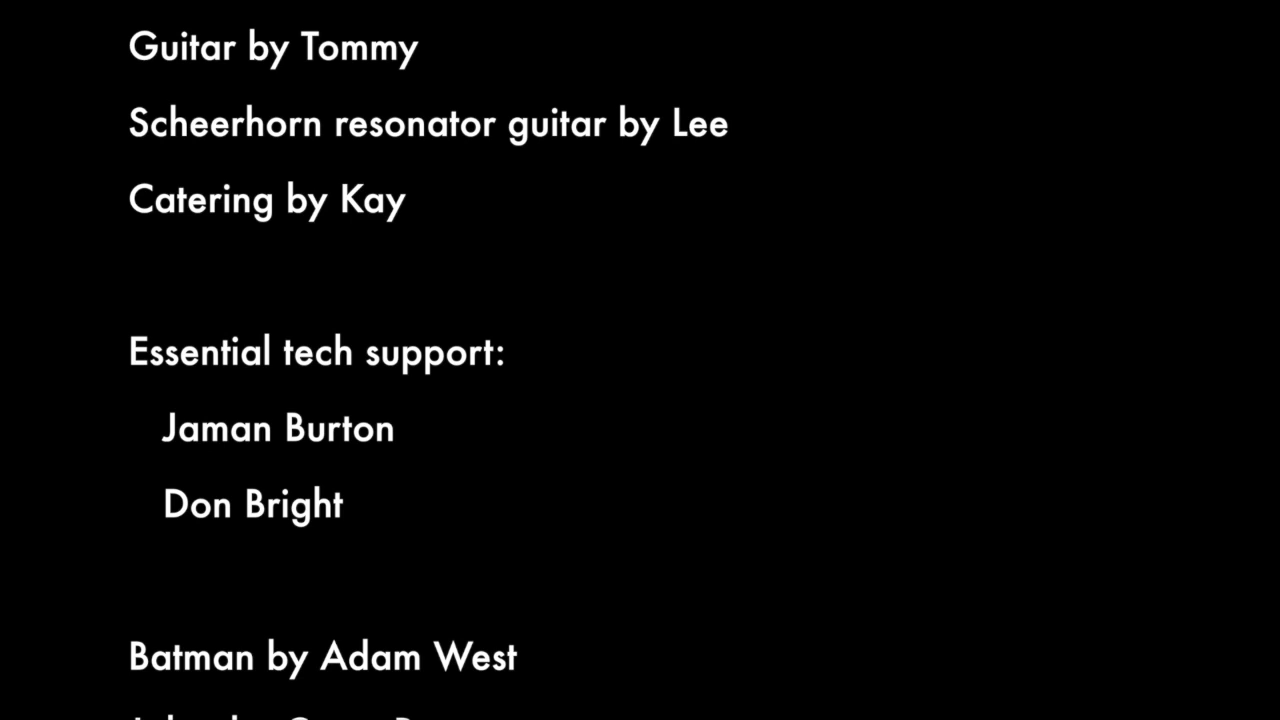 Guitar by Tommy
Scheerhorn resonator guitar by Lee
Catering by Kay
Essential tech support:
Jaman Burton
Don Bright
Batman by Adam West